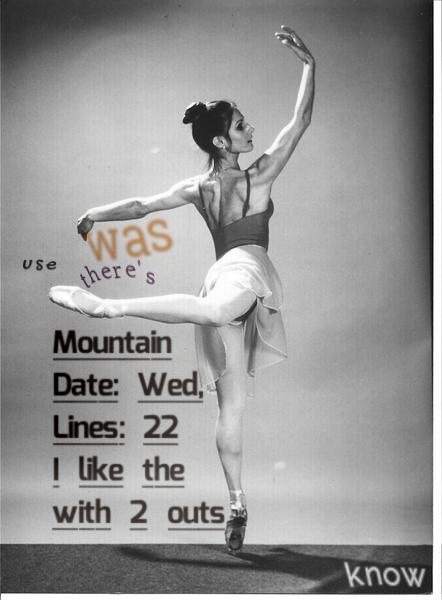 was
use
there's
Mountain
Date: Wed,
Lines: 22
I like the
with 2 outs
know